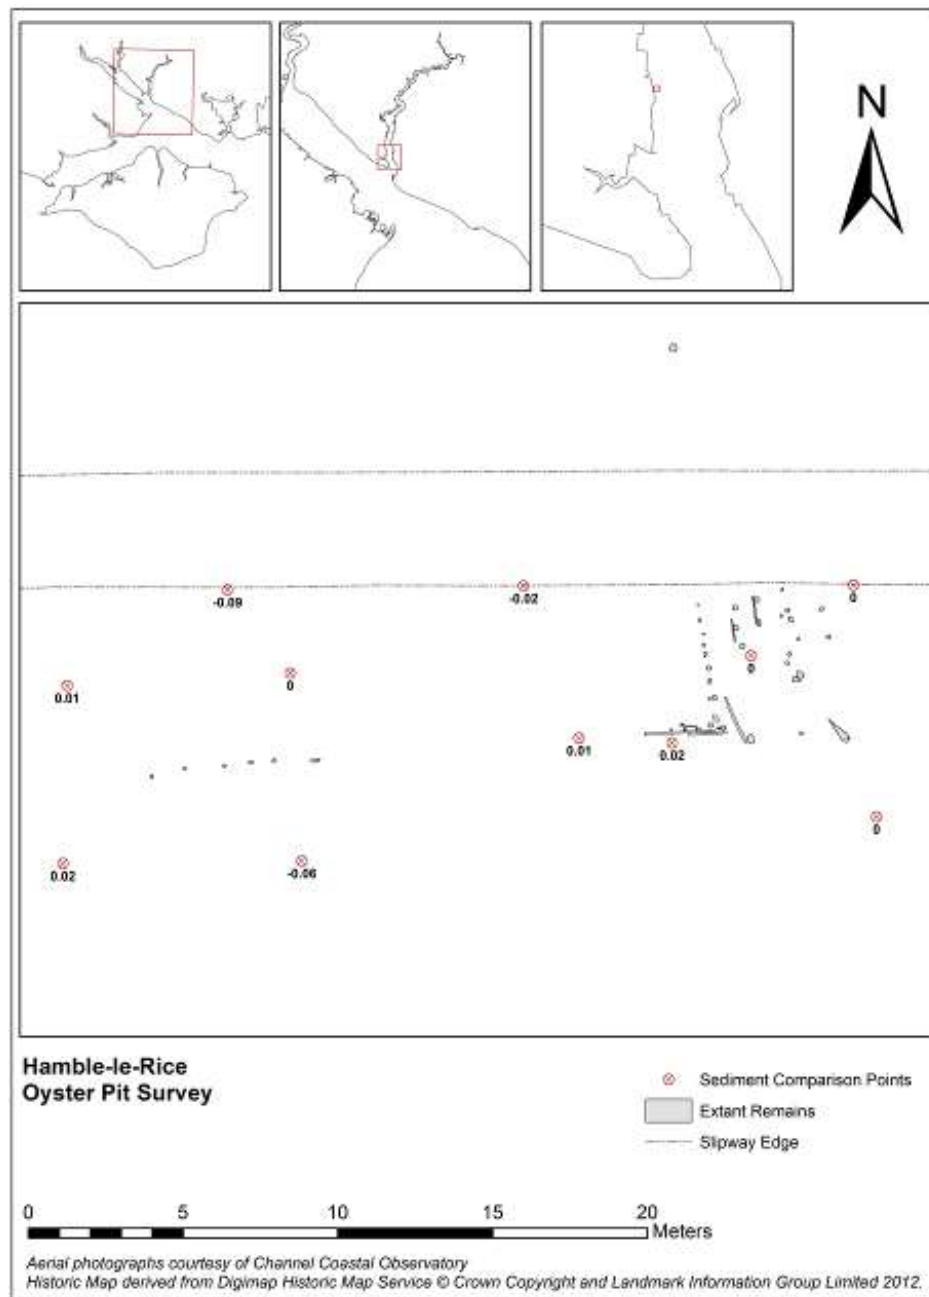 N
-0.09
-0.02
0
0
0.01
0
0.01
0.02
0
0.02
-0.06
Hamble-le-Rice
Oyster Pit Survey
Sediment Comparison Points
Extant Remains
Slipway Edge
0 5 10 15 20
Meters
Aerial photographs courtesy of Channel Coastal Observatory
Historic Map derived from Digimap Historic Map Service © Crown Copyright and Landmark Information Group Limited 2012.